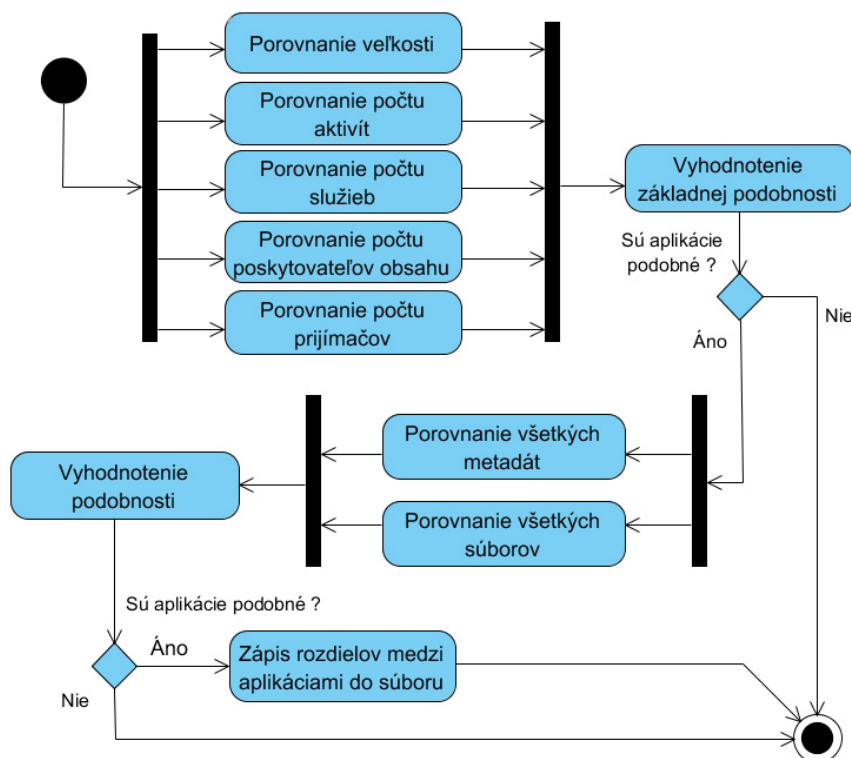 Porovnanie veľkosti
Porovnanie počtu
aktivít
Porovnanie počtu
služieb
Porovnanie počtu
poskytovateľov obsahu
Porovnanie počtu
prijímačov
Vyhodnotenie
základnej podobnosti
Sú aplikácie
podobné ?
Nie
Áno
Porovnanie všetkých
metadát
Porovnanie všetkých
súborov
Vyhodnotenie
podobnosti
Sú aplikácie podobné ?
Áno
Nie
Zápis rozdielov medzi
aplikáciami do súboru